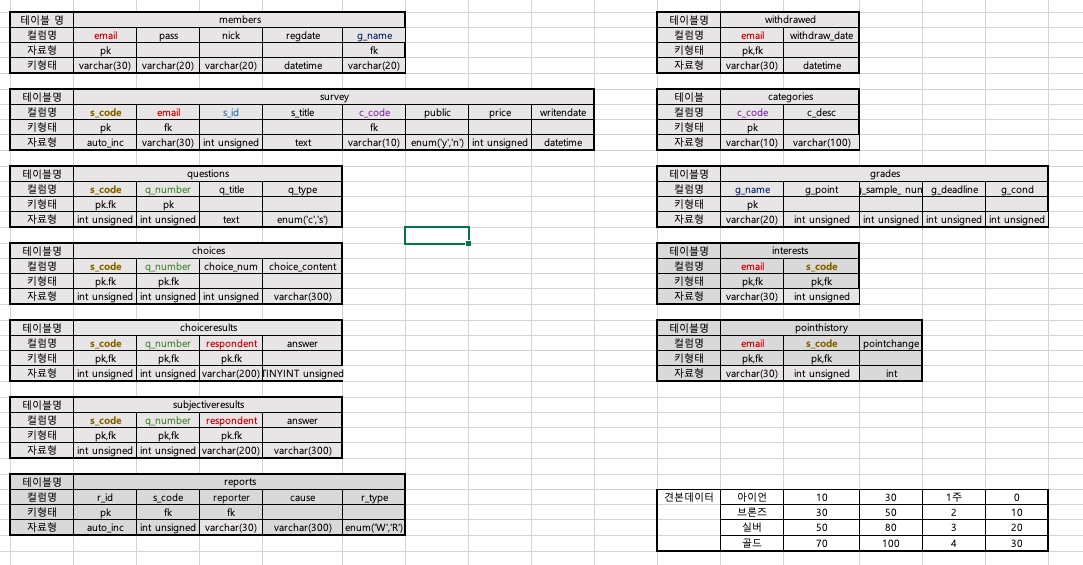 테이블 명 members
컬럼명 email pass nick regdate g_name
자료형 pk fk
키형태 varchar(30) varchar(20) varchar(20) datetime varchar(20)
테이블명 survey
컬럼명 s_code email s_id s_title c_code public price writendate
키형태 pk fk fk
자료형 auto_inc varchar(30) int unsigned text varchar(10) enum('y','n') int unsigned datetime
테이블명 questions
컬럼명 s_code q_number q_title q_type
키형태 pk.fk pk
자료형 int unsigned int unsigned text enum('c','s')
테이블명 choices
컬럼명 s_code q_number choice_num choice_content
키형태 pk.fk pk.fk
자료형 int unsigned int unsigned int unsigned varchar(300)
테이블명 choiceresults
컬럼명 s_code q_number respondent answer
키형태 pk,fk pk,fk pk.fk
자료형 int unsigned int unsigned varchar(200) TINYINT unsigned
테이블명 subjectiveresults
컬럼명 s_code q_number respondent answer
키형태 pk,fk pk,fk pk.fk
자료형 int unsigned int unsigned varchar(200) varchar(300)
테이블명 reports
컬럼명 r_id s_code reporter cause r_type
키형태 pk fk fk
자료형 auto_inc int unsigned varchar(30) varchar(300) enum('W','R')
테이블명 withdrawed
컬럼명 email withdraw_date
키형태 pk,fk
자료형 varchar(30) datetime
테이블 categories
컬럼명 c_code c_desc
키형태 pk
자료형 varchar(10) varchar(100)
테이블명 grades
컬럼명 g_name g_point g_sample_ num g_deadline g_cond
키형태 pk
자료형 varchar(20) int unsigned int unsigned int unsigned int unsigned
테이블명 interests
컬럼명 email s_code
키형태 pk,fk pk,fk
자료형 varchar(30) int unsigned
테이블명 pointhistory
컬럼명 email s_code pointchange
키형태 pk,fk pk,fk
자료형 varchar(30) int unsigned int
견본데이터 아이언 10 30 1주 0
브론즈 30 50 2 10
실버 50 80 3 20
골드 70 100 4 30